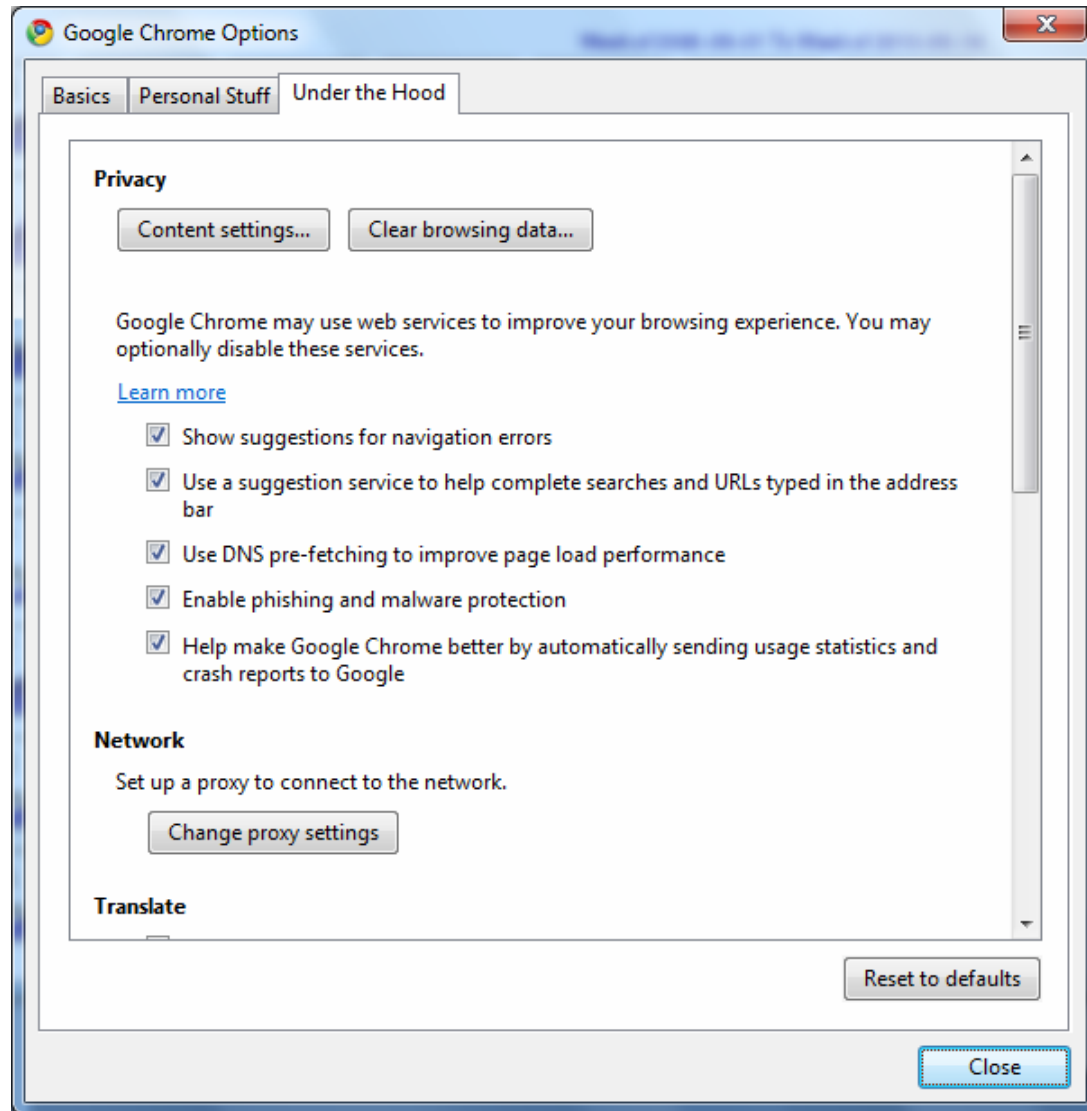 Google Chrome Options
Basics
Personal Stuff
Under the Hood
Privacy
Content settings...
Clear browsing data...
Google Chrome may use web services to improve your browsing experience. You may
optionally disable these services.
Learn more
Show suggestions for navigation errors
Use a suggestion service to help complete searches and URLs typed in the address
bar
Use DNS pre-fetching to improve page load performance
Enable phishing and malware protection
Help make Google Chrome better by automatically sending usage statistics and
crash reports to Google
Network
Set up a proxy to connect to the network.
Change proxy settings
Translate
Reset to defaults
Close